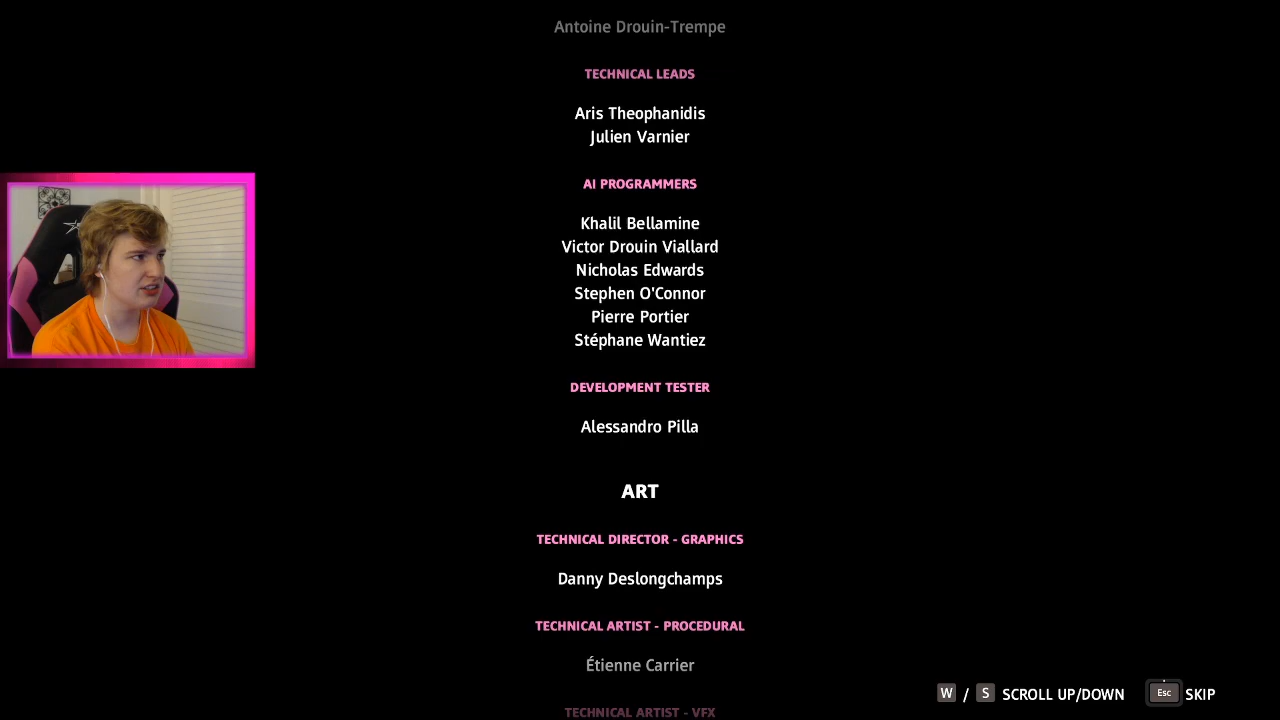 Antoine Drouin-Trempe
TECHNICAL LEADS
Aris Theophanidis
Julien Varnier
AI PROGRAMMERS
Khalil Bellamine
Victor Drouin Viallard
Nicholas Edwards
Stephen O'Connor
Pierre Portier
Stéphane Wantiez
DEVELOPMENT TESTER
Alessandro Pilla
ART
TECHNICAL DIRECTOR - GRAPHICS
Danny Deslongchamps
TECHNICAL ARTIST - PROCEDURAL
Étienne Carrier
W / S SCROLL UP/DOWN Esc SKIP
TECHNICAL ARTIST - VFX